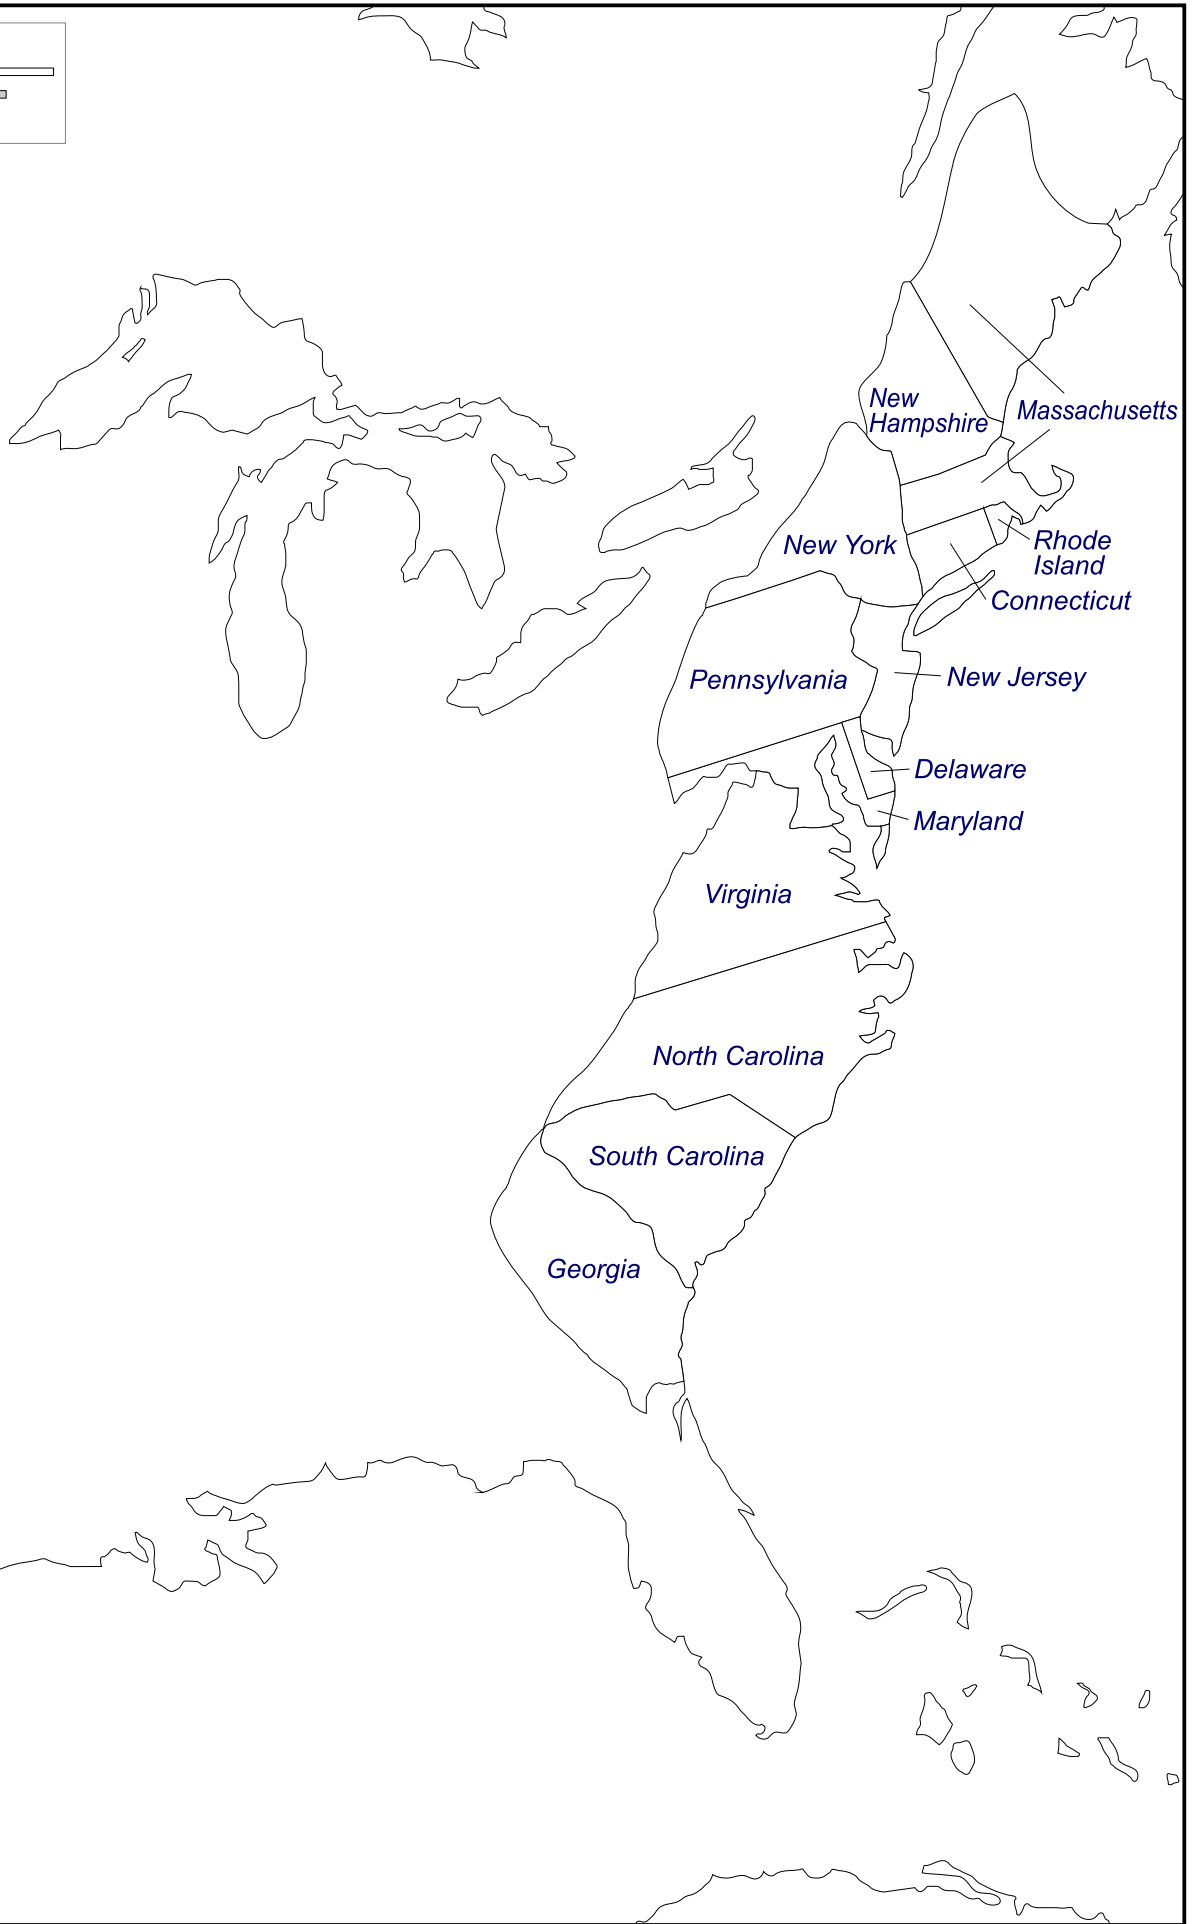 New
Hampshire
Massachusetts
New York
Rhode
Island
Connecticut
Pennsylvania
New Jersey
Delaware
Maryland
Virginia
North Carolina
South Carolina
Georgia